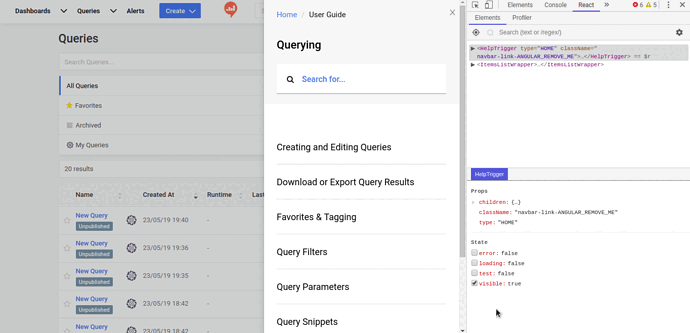 Dashboards Queries Alerts Create
Queries
Search Queries...
All Queries
Favorites
Archived
My Queries
20 results
Name Created At Runtime Last
New Query
Unpublished
23/05/19 19:40 -
New Query
Unpublished
23/05/19 19:36 -
New Query
Unpublished
23/05/19 19:35 -
New Query
Unpublished
23/05/19 18:42 -
New Query
23/05/19 18:42 -
Home / User Guide
Querying
Search for...
Creating and Editing Queries
Download or Export Query Results
Favorites & Tagging
Query Filters
Query Parameters
Query Snippets
Elements Console React » 6 5
Elements Profiler
Search (text or /regex/)
<HelpTrigger type="HOME" className="
navbar-link-ANGULAR_REMOVE_ME">…</HelpTrigger> == $r
<ItemsListWrapper>…</ItemsListWrapper>
HelpTrigger
Props
children: {…}
className: "navbar-link-ANGULAR_REMOVE_ME"
type: "HOME"
State
error: false
loading: false
test: false
visible: true